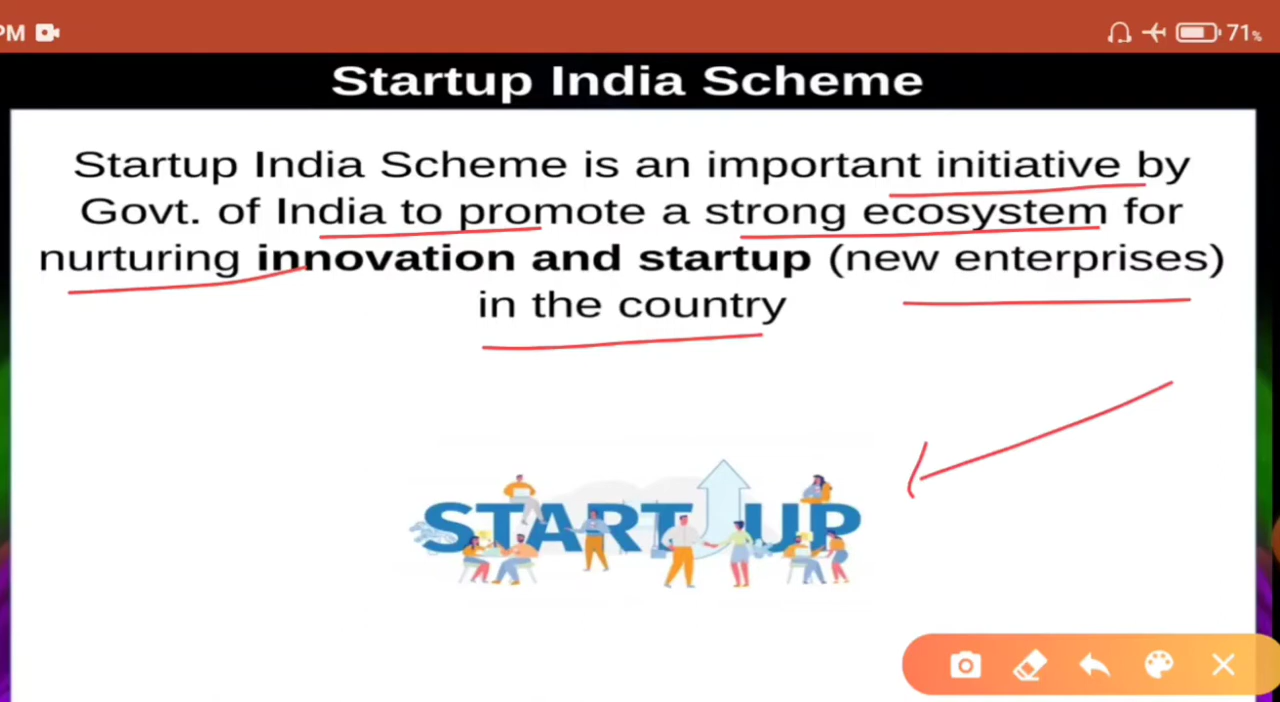 PM
71%
Startup India Scheme
Startup India Scheme is an important initiative by
Govt. of India to promote a strong ecosystem for
nurturing innovation and startup (new enterprises)
in the country
START UP